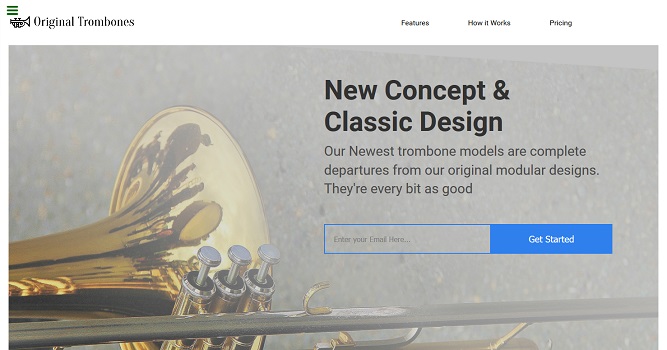 Original Trombones
Features
How it Works
Pricing
New Concept &
Classic Design
Our Newest trombone models are complete
departures from our original modular designs.
They're every bit as good
Enter your Email Here...
Get Started